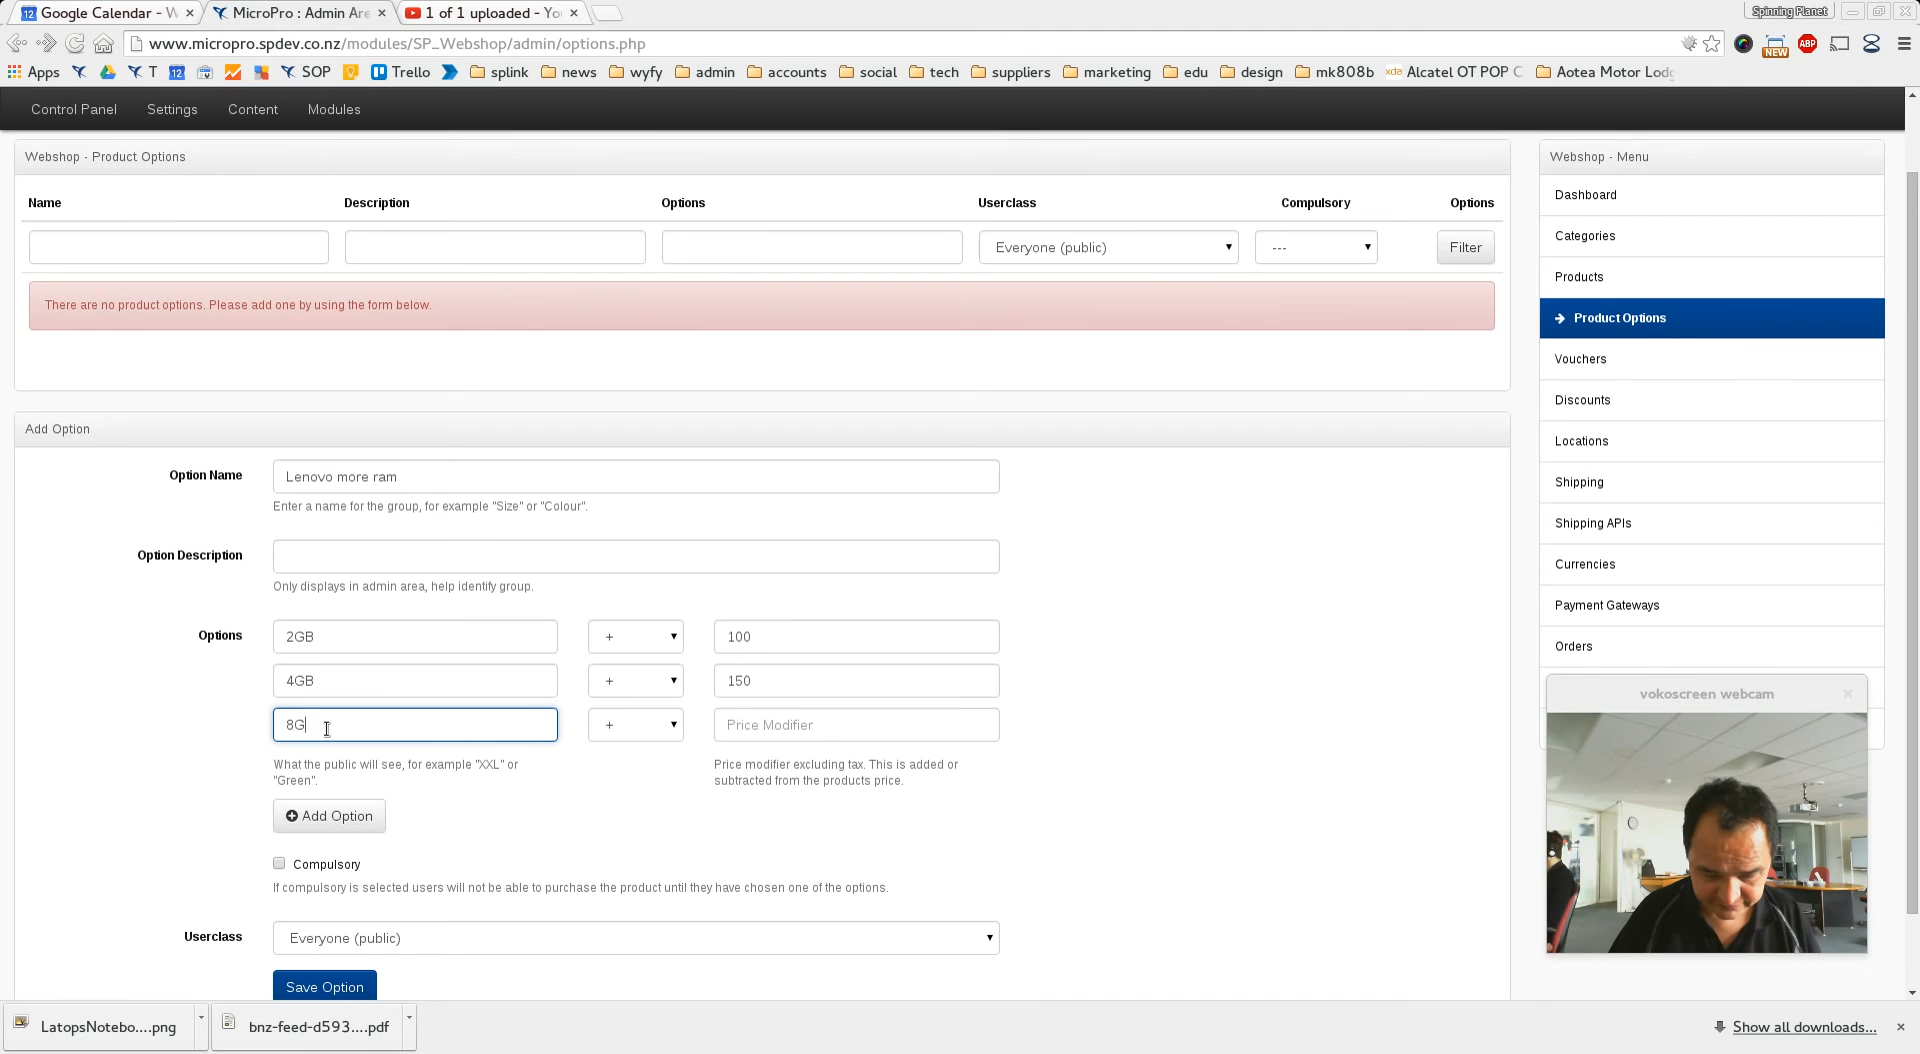 Google Calendar - W
MicroPro : Admin Are
1 of 1 uploaded - Yo
Spinning Planet
www.micropro.spdev.co.nz/modules/SP_Webshop/admin/options.php
ABP
NEW
Apps
T
12
SOP
Trello
splink
news
wyfy
admin
accounts
social
tech
suppliers
marketing
edu
design
mk808b
xda
Alcatel OT POP C
Aotea Motor Lodg
Control Panel
Settings
Content
Modules
Webshop - Product Options
Name
Description
Options
Userclass
Compulsory
Options
Everyone (public)
---
Filter
There are no product options. Please add one by using the form below.
Webshop - Menu
Dashboard
Categories
Products
Product Options
Vouchers
Discounts
Locations
Shipping
Shipping APIs
Currencies
Payment Gateways
Orders
vokoscreen webcam
Add Option
Option Name
Lenovo more ram
Enter a name for the group, for example "Size" or "Colour".
Option Description
Only displays in admin area, help identify group.
Options
2GB
+
100
4GB
+
150
8G
+
Price Modifier
What the public will see, for example "XXL" or
"Green".
Price modifier excluding tax. This is added or
subtracted from the products price.
Add Option
Compulsory
If compulsory is selected users will not be able to purchase the product until they have chosen one of the options.
Userclass
Everyone (public)
Save Option
LatopsNotebo....png
bnz-feed-d593....pdf
Show all downloads...